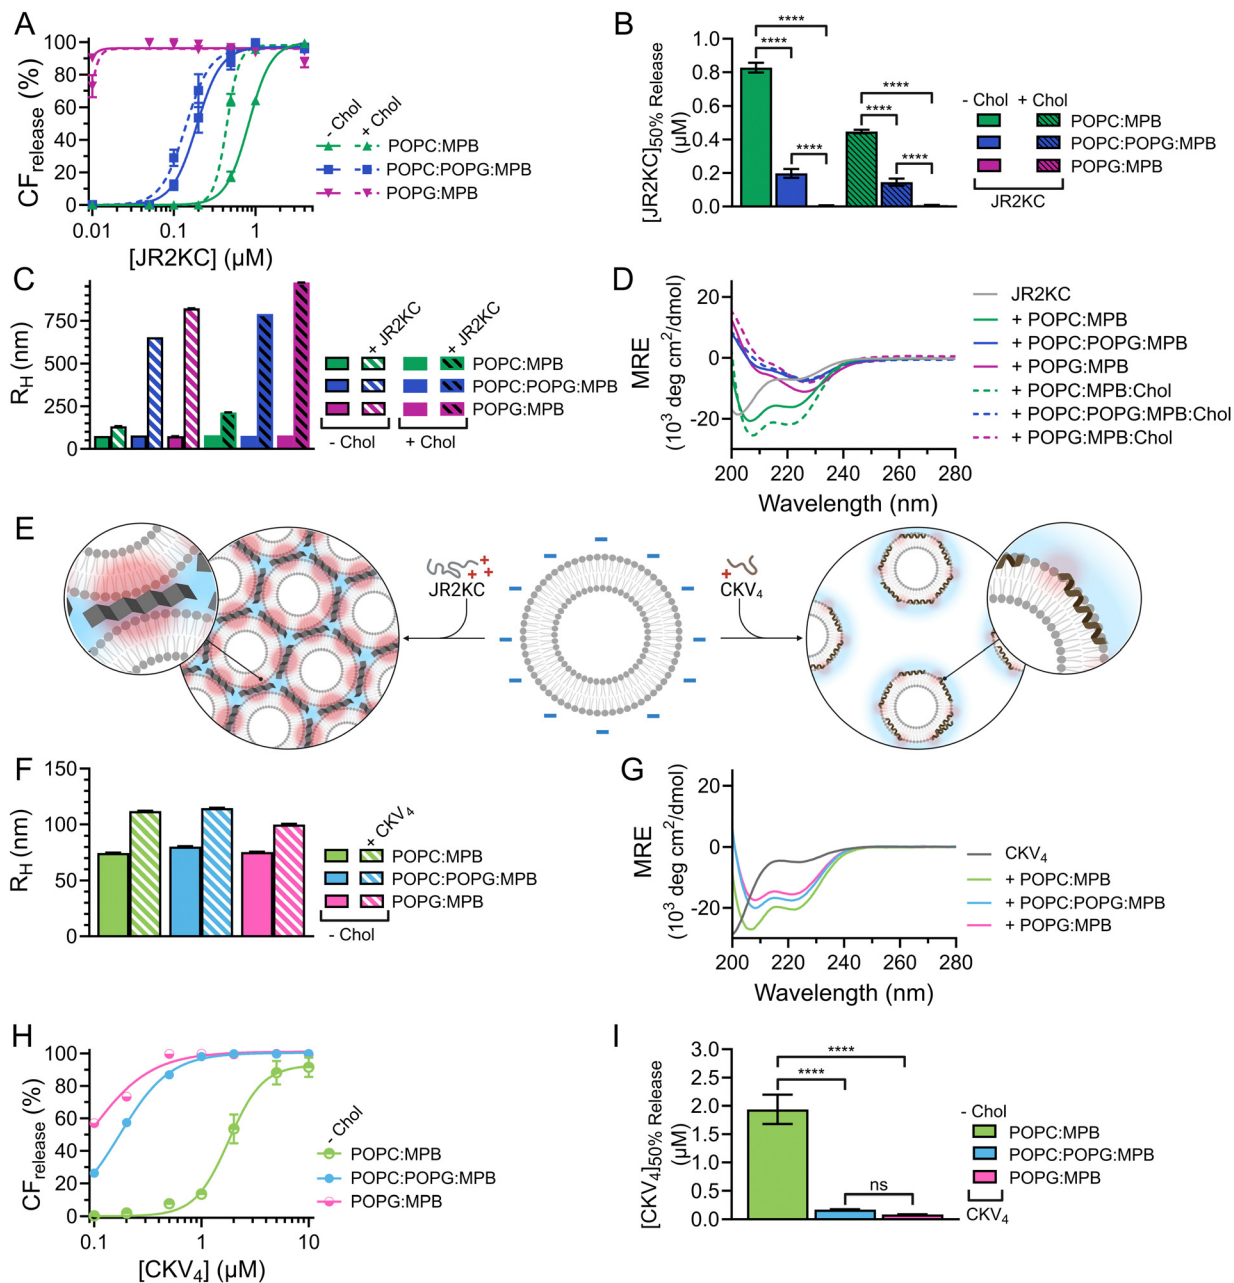 A
CF_release (%)
100
80
60
40
20
0
0.01
0.1
1
[JR2KC] (µM)
- Chol
+ Chol
POPC:MPB
POPC:POPG:MPB
POPG:MPB
B
[JR2KC]50% Release
(µM)
1.0
0.8
0.6
0.4
0.2
0.0
****
****
****
****
****
****
- Chol + Chol
POPC:MPB
POPC:POPG:MPB
POPG:MPB
JR2KC
C
R_H (nm)
750
500
250
0
+ JR2KC
+ JR2KC
POPC:MPB
POPC:POPG:MPB
POPG:MPB
- Chol
+ Chol
D
MRE
(10³ deg cm²/dmol)
20
0
-20
200
220
240
260
280
Wavelength (nm)
JR2KC
+ POPC:MPB
+ POPC:POPG:MPB
+ POPG:MPB
+ POPC:MPB:Chol
+ POPC:POPG:MPB:Chol
+ POPG:MPB:Chol
E
+
+ +
JR2KC
+
CKV₄
F
R_H (nm)
150
100
50
0
+ CKV₄
POPC:MPB
POPC:POPG:MPB
POPG:MPB
- Chol
G
MRE
(10³ deg cm²/dmol)
20
0
-20
200
220
240
260
280
Wavelength (nm)
CKV₄
+ POPC:MPB
+ POPC:POPG:MPB
+ POPG:MPB
H
CF_release (%)
100
80
60
40
20
0
0.1
1
10
[CKV₄] (µM)
- Chol
POPC:MPB
POPC:POPG:MPB
POPG:MPB
I
[CKV₄]50% Release
(µM)
3.0
2.5
2.0
1.5
1.0
0.5
0.0
****
****
ns
- Chol
POPC:MPB
POPC:POPG:MPB
POPG:MPB
CKV₄